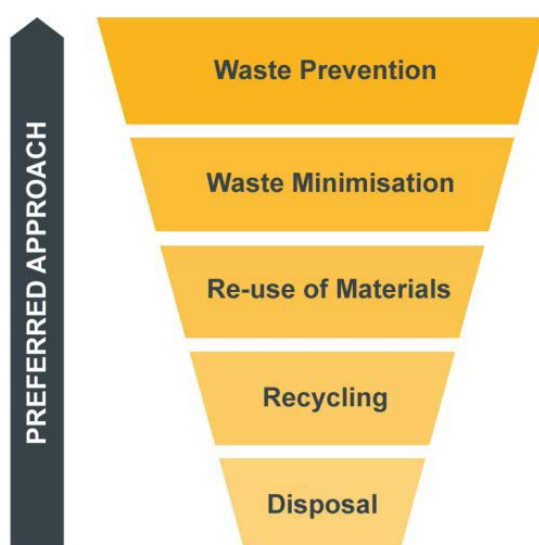 PREFERRED APPROACH
Waste Prevention
Waste Minimisation
Re-use of Materials
Recycling
Disposal